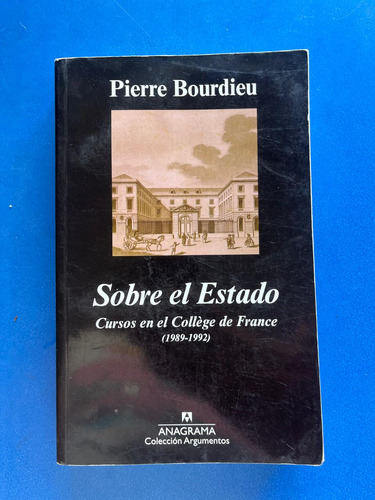 Pierre Bourdieu
Sobre el Estado
Cursos en el Collège de France
(1989-1992)
ANAGRAMA
Colección Argumentos